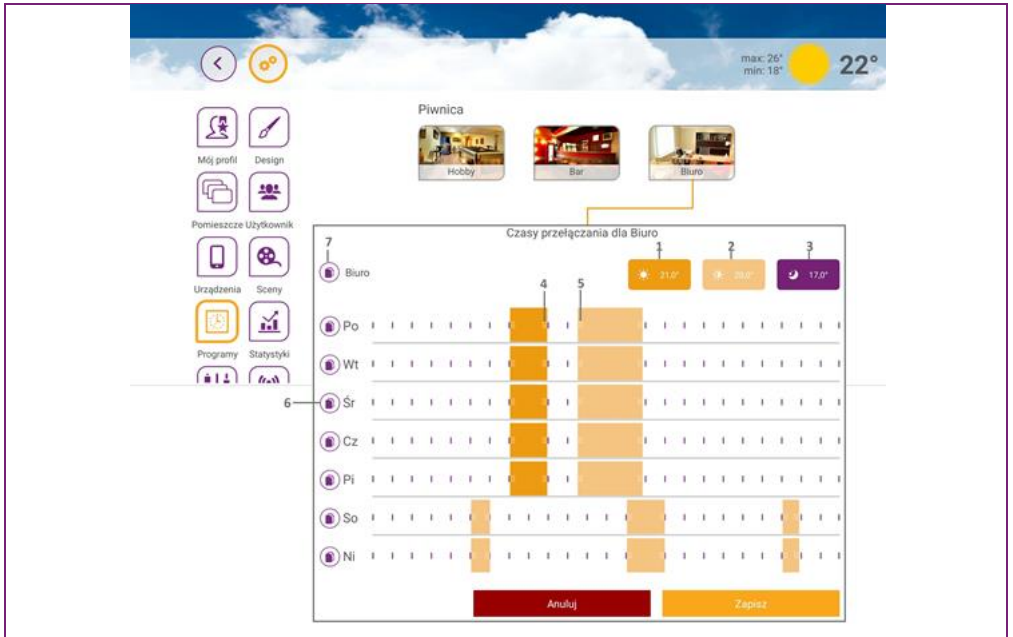 max: 26°
min: 18°
22°
Piwnica
Hobby
Bar
Biuro
Mój profil
Design
Pomieszcze
Użytkownik
Urządzenia
Sceny
Programy
Statystyki
Czasy przełączania dla Biuro
7
1
2
3
Biuro
21,0°
20,0°
17,0°
4
5
Po
Wt
6
Śr
Cz
Pi
So
Ni
Anuluj
Zapisz